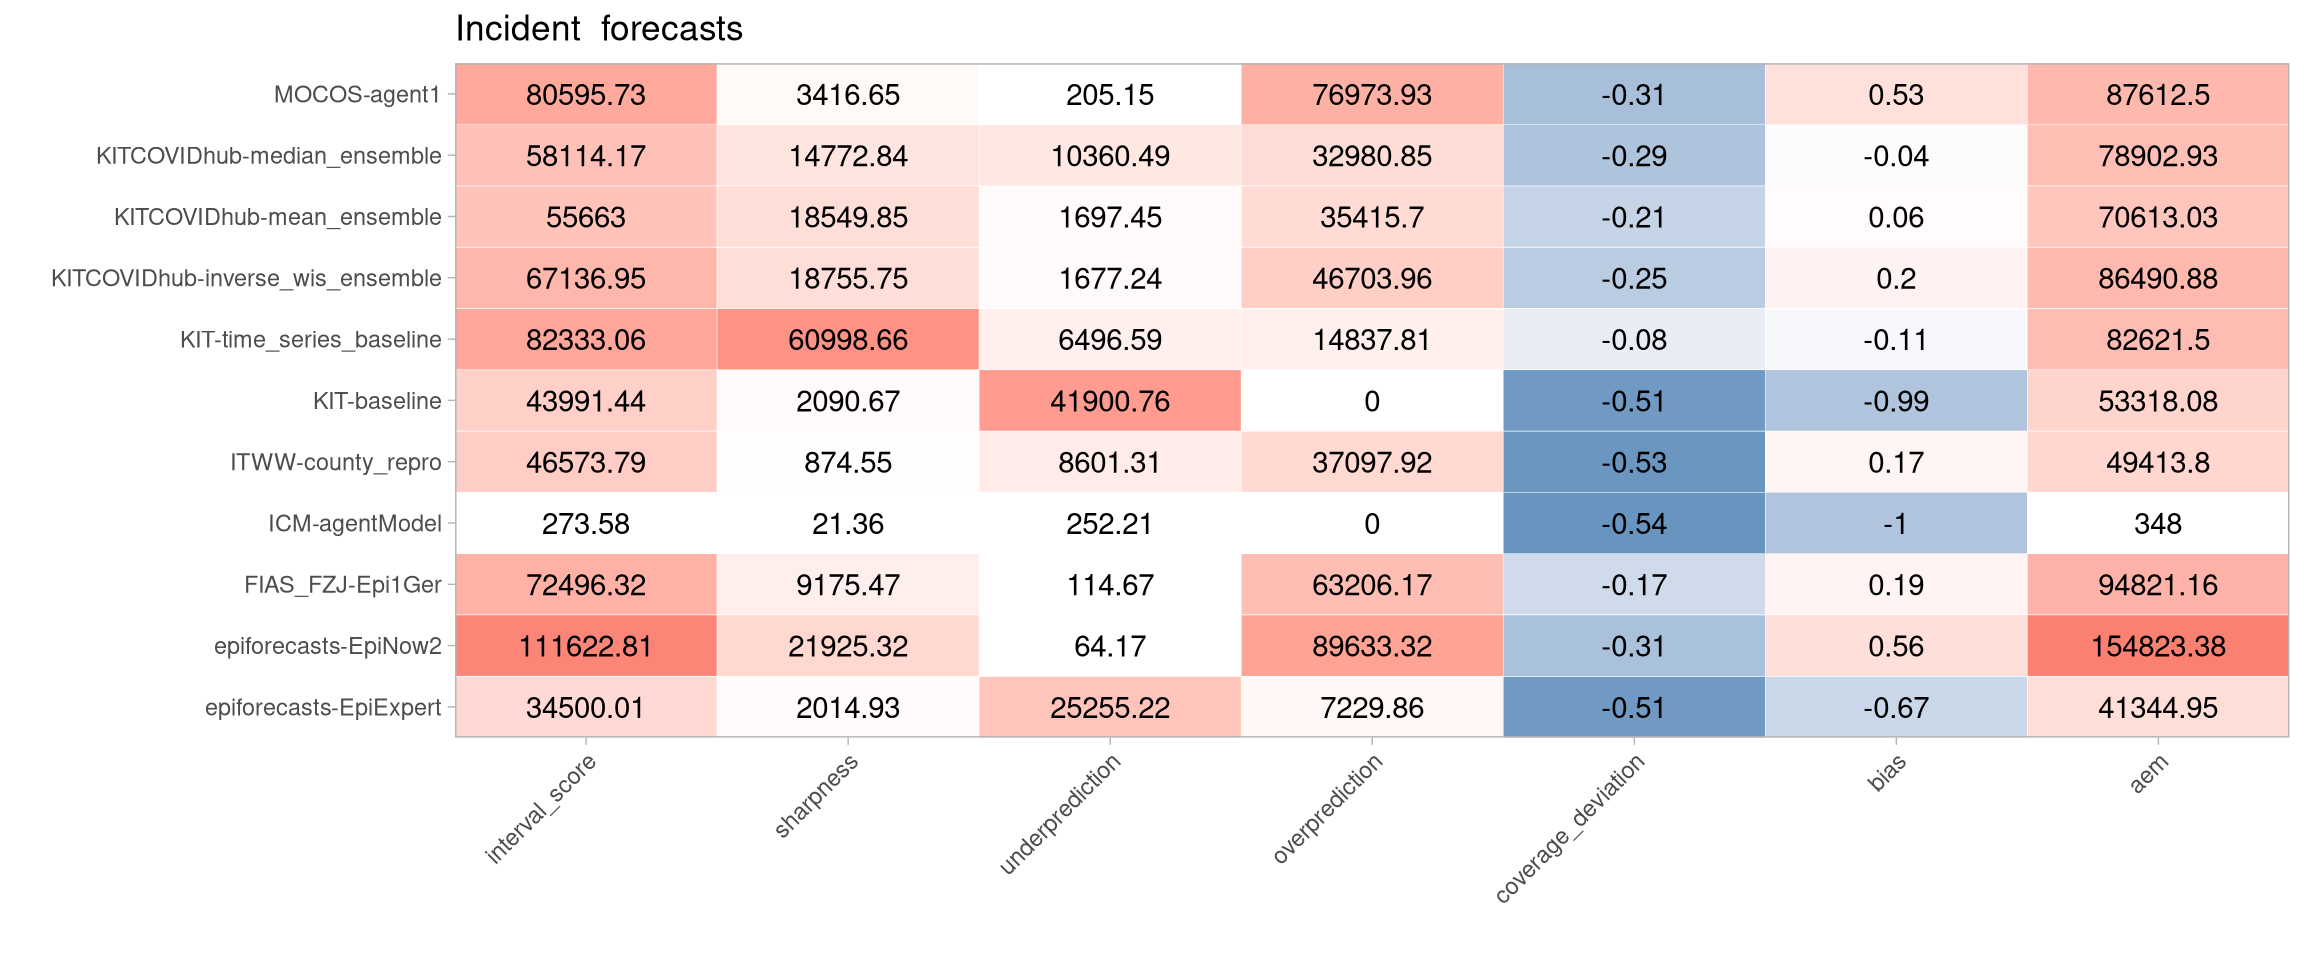 Incident forecasts
MOCOS-agent1 80595.73 3416.65 205.15 76973.93 -0.31 0.53 87612.5
KITCOVIDhub-median_ensemble 58114.17 14772.84 10360.49 32980.85 -0.29 -0.04 78902.93
KITCOVIDhub-mean_ensemble 55663 18549.85 1697.45 35415.7 -0.21 0.06 70613.03
KITCOVIDhub-inverse_wis_ensemble 67136.95 18755.75 1677.24 46703.96 -0.25 0.2 86490.88
KIT-time_series_baseline 82333.06 60998.66 6496.59 14837.81 -0.08 -0.11 82621.5
KIT-baseline 43991.44 2090.67 41900.76 0 -0.51 -0.99 53318.08
ITWW-county_repro 46573.79 874.55 8601.31 37097.92 -0.53 0.17 49413.8
ICM-agentModel 273.58 21.36 252.21 0 -0.54 -1 348
FIAS_FZJ-Epi1Ger 72496.32 9175.47 114.67 63206.17 -0.17 0.19 94821.16
epiforecasts-EpiNow2 111622.81 21925.32 64.17 89633.32 -0.31 0.56 154823.38
epiforecasts-EpiExpert 34500.01 2014.93 25255.22 7229.86 -0.51 -0.67 41344.95
interval_score sharpness underprediction overprediction coverage_deviation bias aem